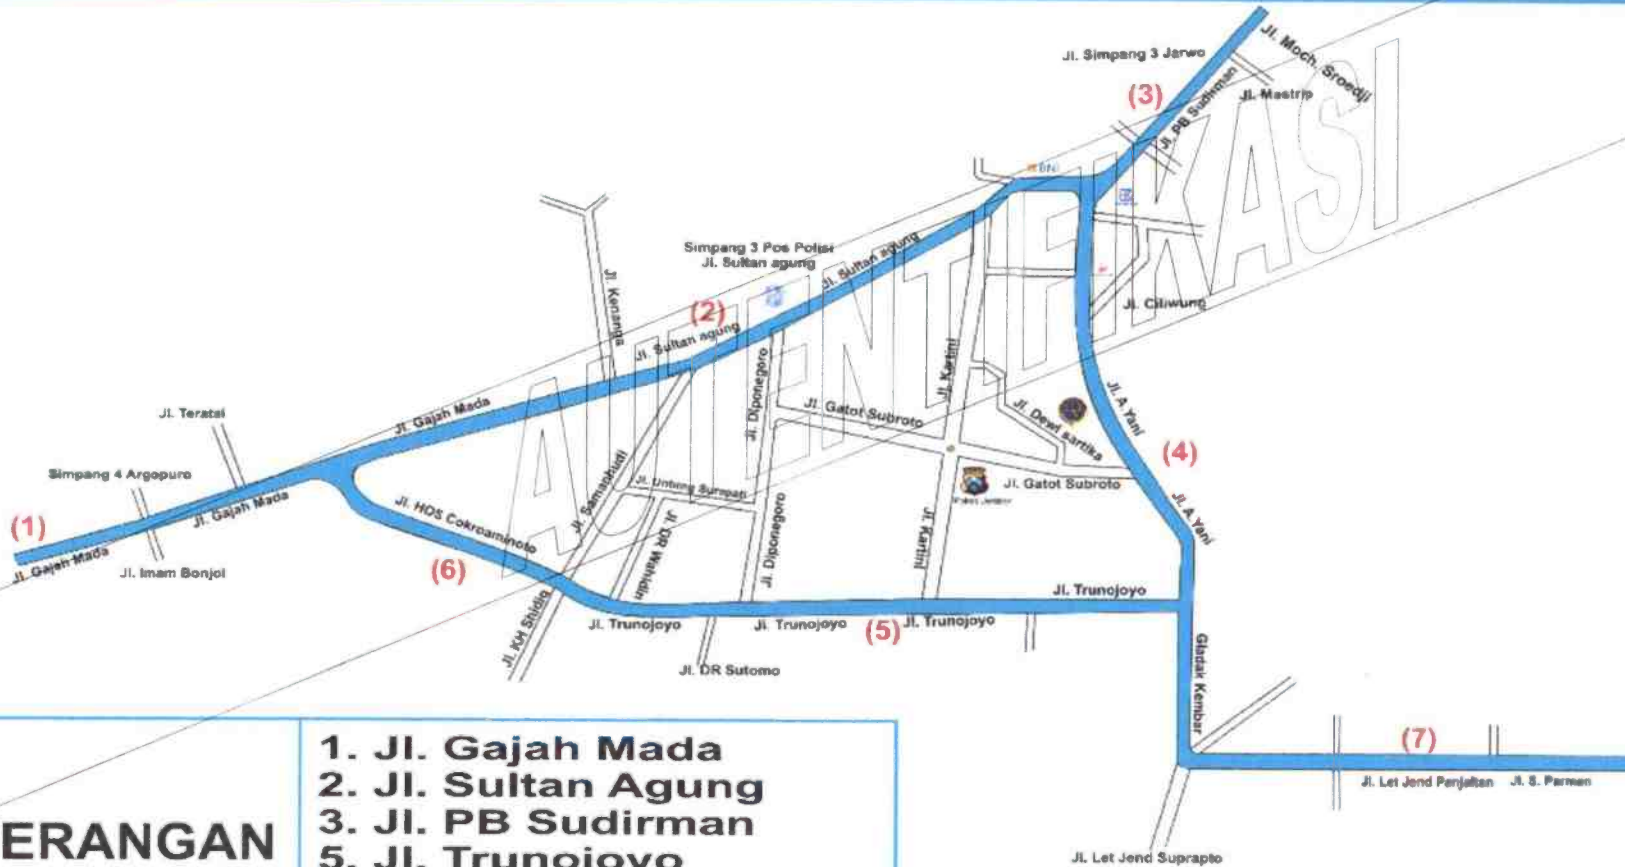 Jl. Moch. Sroedji
Jl. Simpang 3 Jarwo
(3)
Jl. PB Sudirman
Jl. Mastrip
BNI
Simpang 3 Pos Polisi
Jl. Sultan agung
Jl. Sultan agung
Jl. Kenanga
(2)
Jl. Sultan agung
Jl. Ciliwung
Jl. Kartini
Jl. Diponegoro
Jl. Teratai
Jl. Gajah Mada
Jl. Gatot Subroto
Jl. Dewi sartika
Jl. A Yani
(4)
Simpang 4 Argopuro
Jl. Gajah Mada
Jl. HOS Cokroaminoto
Jl. Samanhudi
Jl. Untung Surapati
Polres Jember
Jl. Gatot Subroto
Jl. A Yani
(1)
Jl. Gajah Mada
Jl. Imam Bonjol
(6)
Jl. DR Wahidin
Jl. Diponegoro
Jl. Kartini
Jl. Trunojoyo
Jl. KH Shidiq
Jl. Trunojoyo
Jl. Trunojoyo
(5)
Jl. Trunojoyo
Jl. DR Sutomo
Gladak Kembar
(7)
Jl. Let Jend Panjaitan
Jl. S. Parman
Jl. Let Jend Suprapto
AUTENTIFIKASI
ERANGAN
1. Jl. Gajah Mada
2. Jl. Sultan Agung
3. Jl. PB Sudirman
5. Jl. Trunojoyo